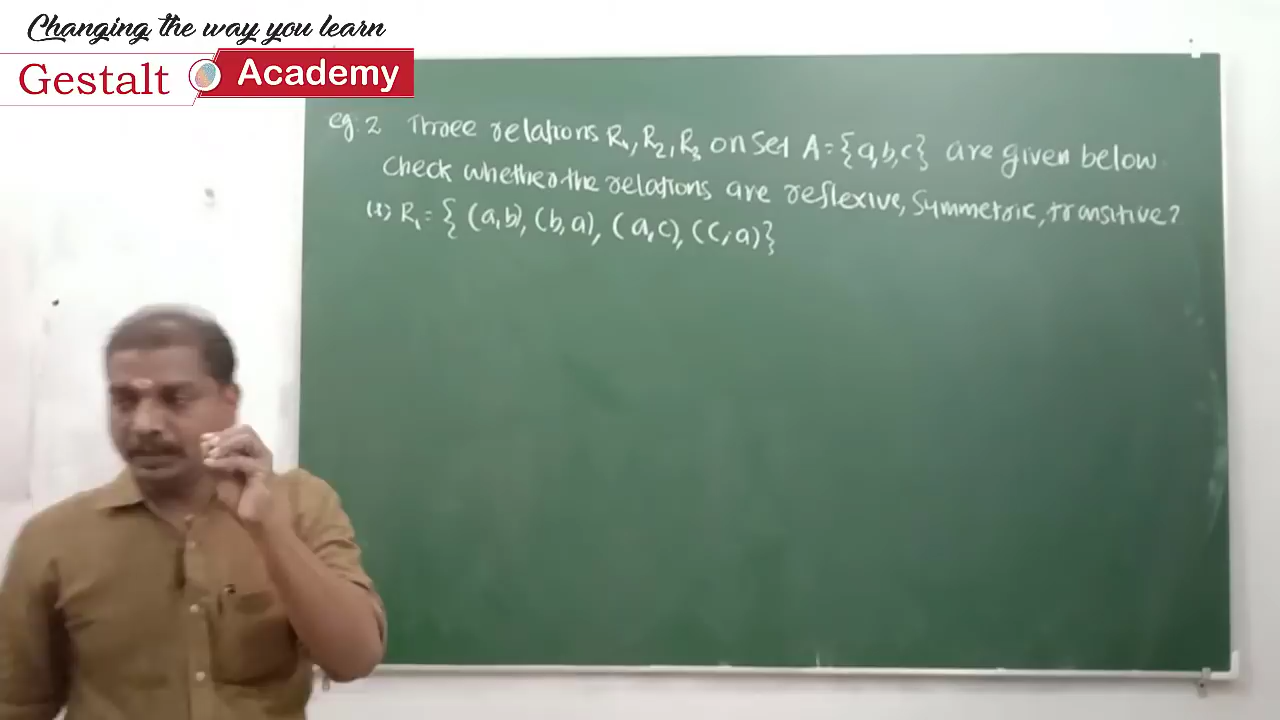 Changing the way you learn
Gestalt Academy
eg: 2 Three relations R₁, R₂, R₃ on Set A = {a,b,c} are given below.
Check whether the relations are reflexive, Symmetric, transitive?
(i) R₁ = { (a,b), (b,a), (a,c), (c,a)}